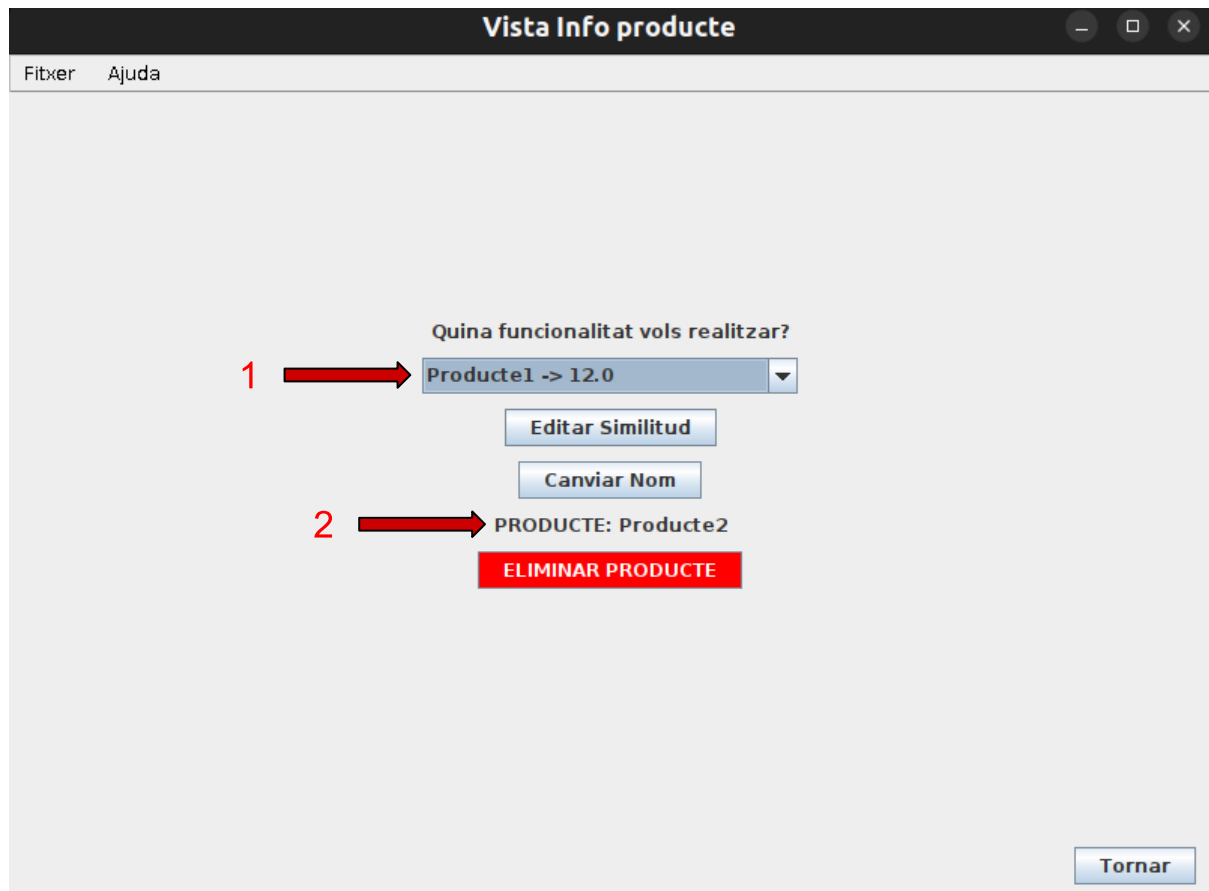 Vista Info producte
Fitxer Ajuda
Quina funcionalitat vols realitzar?
1 Producte1 -> 12.0
Editar Similitud
Canviar Nom
2 PRODUCTE: Producte2
ELIMINAR PRODUCTE
Tornar